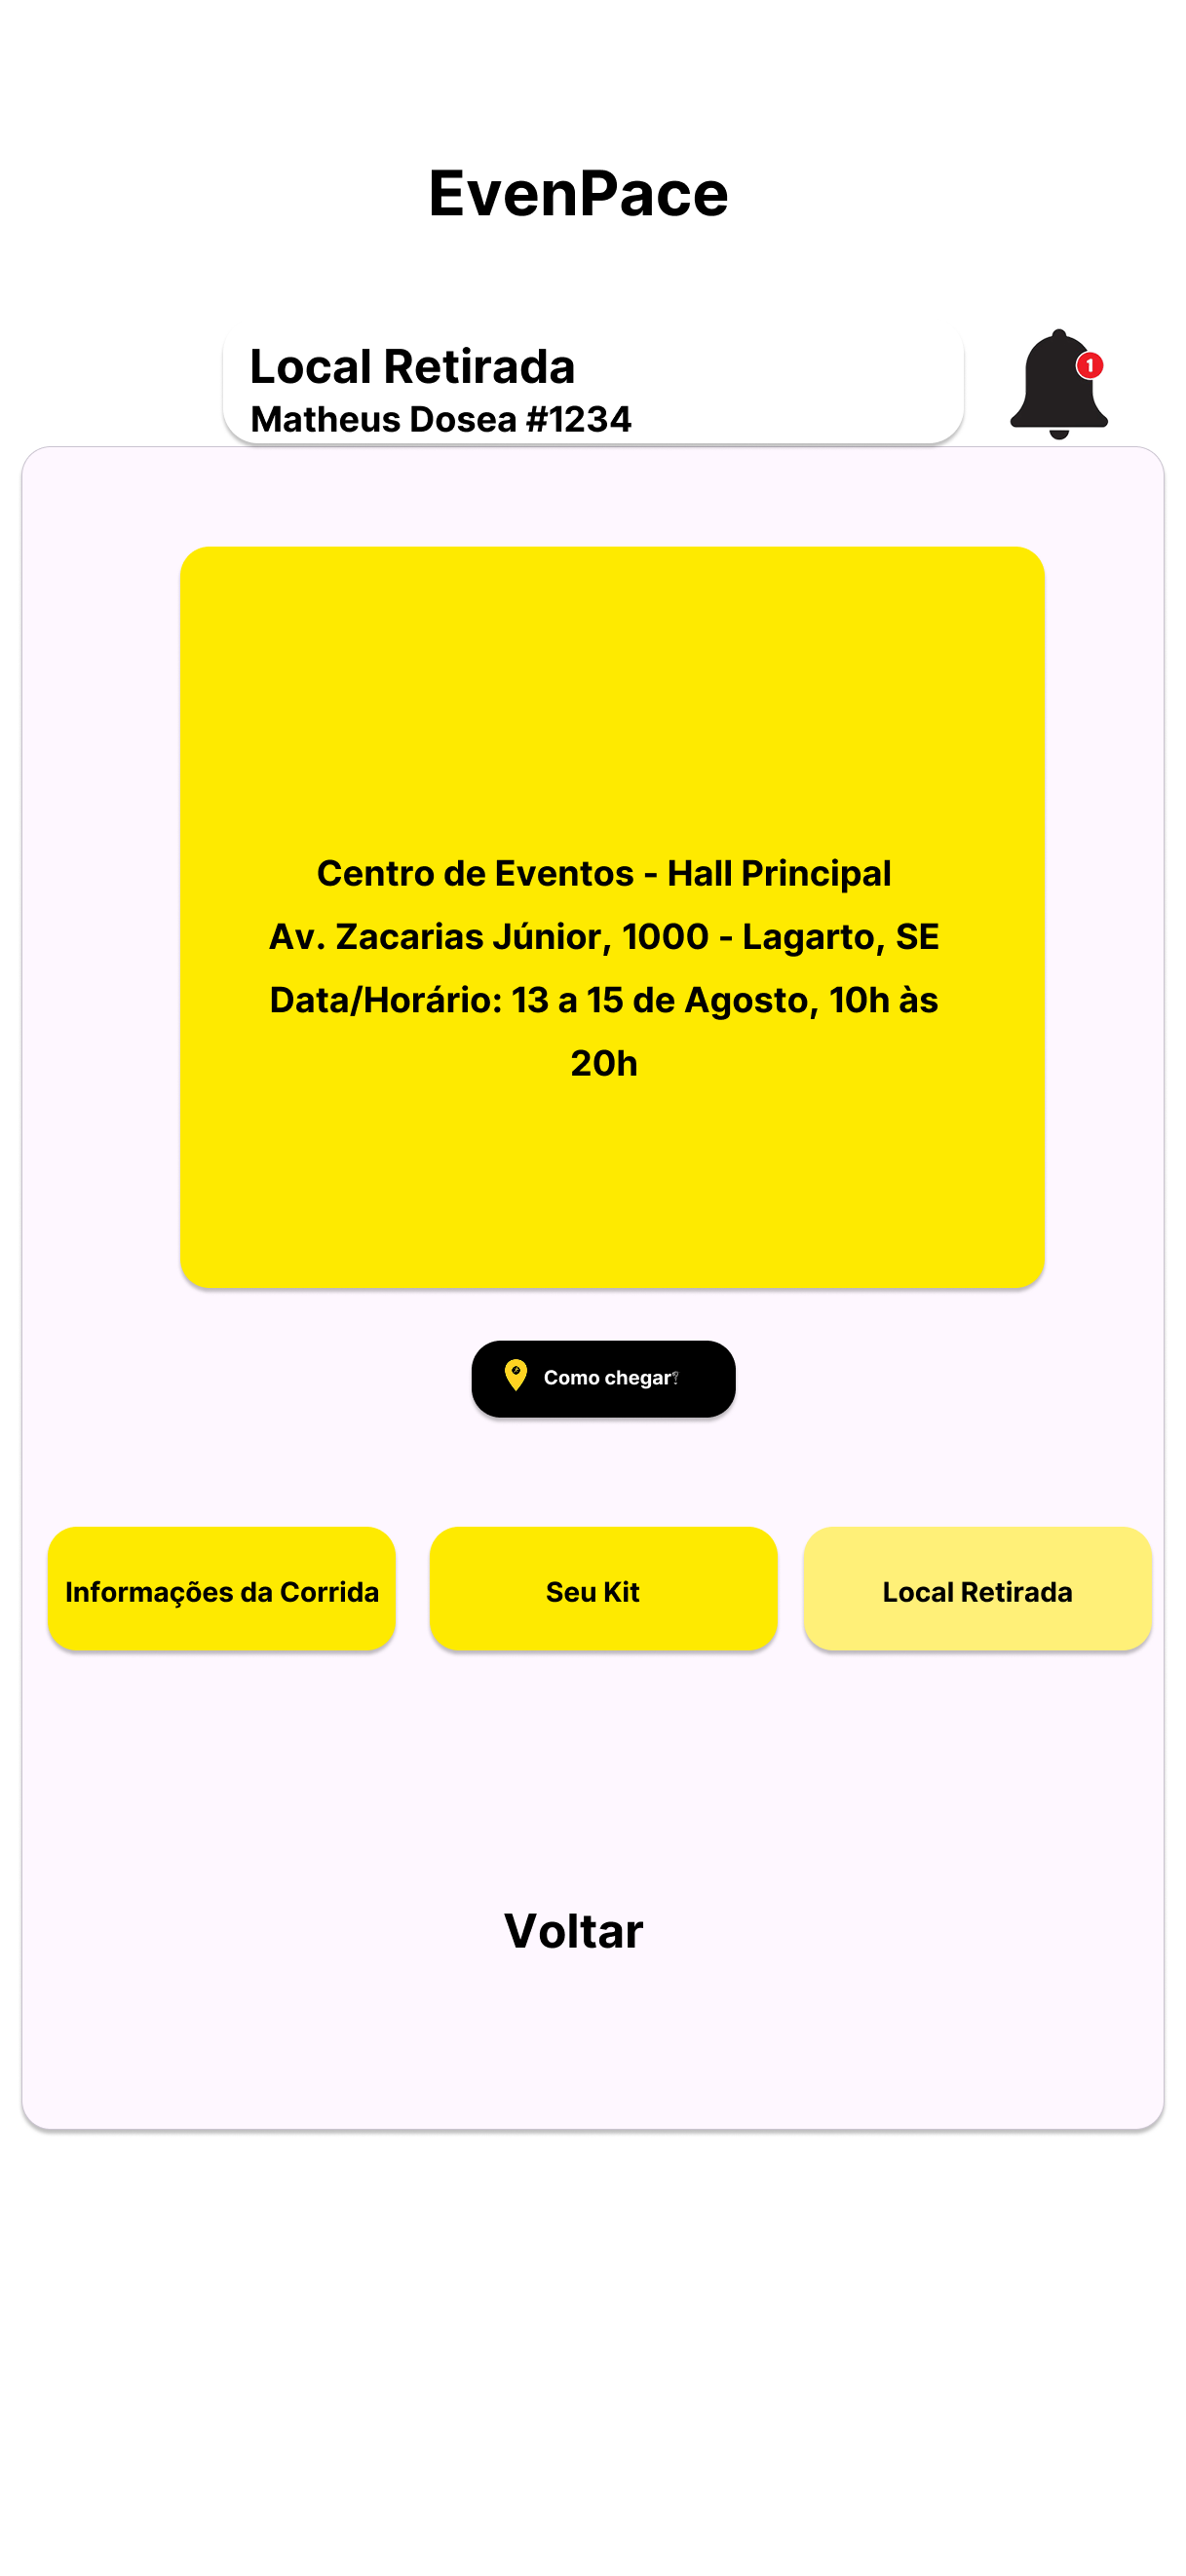 EvenPace
Local Retirada
Matheus Dosea #1234
1
Centro de Eventos - Hall Principal
Av. Zacarias Júnior, 1000 - Lagarto, SE
Data/Horário: 13 a 15 de Agosto, 10h às
20h
Como chegar❔
Informações da Corrida
Seu Kit
Local Retirada
Voltar